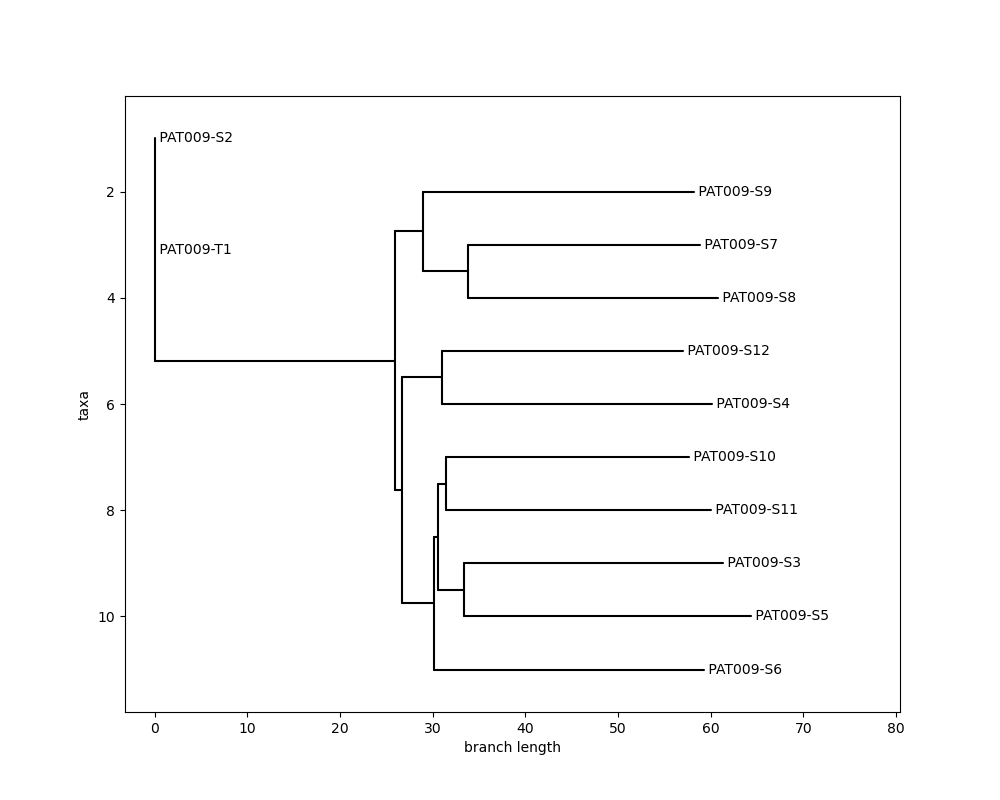 PAT009-S2
2
PAT009-S9
PAT009-T1
PAT009-S7
4
PAT009-S8
PAT009-S12
taxa
6
PAT009-S4
PAT009-S10
8
PAT009-S11
PAT009-S3
10
PAT009-S5
PAT009-S6
0 10 20 30 40 50 60 70 80
branch length